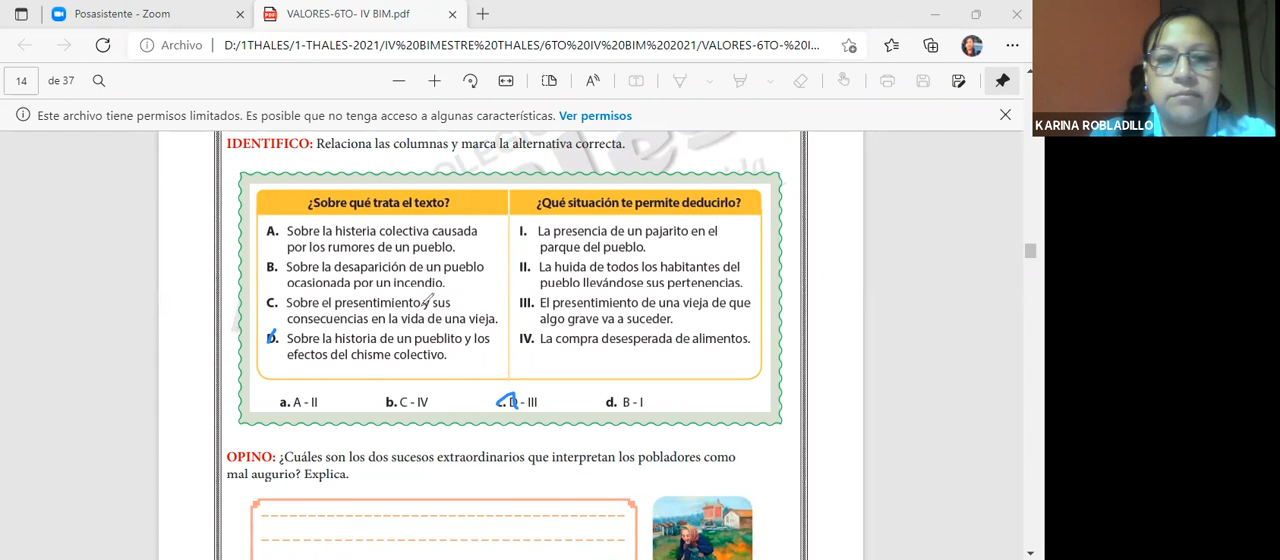 Posasistente - Zoom
VALORES-6TO- IV BIM.pdf
Archivo
D:/1THALES/1-THALES-2021/IV%20BIMESTRE%20THALES/6TO%20IV%20BIM%202021/VALORES-6TO-%20I...
14 de 37
Este archivo tiene permisos limitados. Es posible que no tenga acceso a algunas características. Ver permisos
KARINA ROBLADILLO
IDENTIFICO: Relaciona las columnas y marca la alternativa correcta.
¿Sobre qué trata el texto?
A. Sobre la histeria colectiva causada
por los rumores de un pueblo.
B. Sobre la desaparición de un pueblo
ocasionada por un incendio.
C. Sobre el presentimiento y sus
consecuencias en la vida de una vieja.
D. Sobre la historia de un pueblito y los
efectos del chisme colectivo.
¿Qué situación te permite deducirlo?
I. La presencia de un pajarito en el
parque del pueblo.
II. La huida de todos los habitantes del
pueblo llevándose sus pertenencias.
III. El presentimiento de una vieja de que
algo grave va a suceder.
IV. La compra desesperada de alimentos.
a. A - II b. C - IV c. D - III d. B - I
OPINO: ¿Cuáles son los dos sucesos extraordinarios que interpretan los pobladores como
mal augurio? Explica.